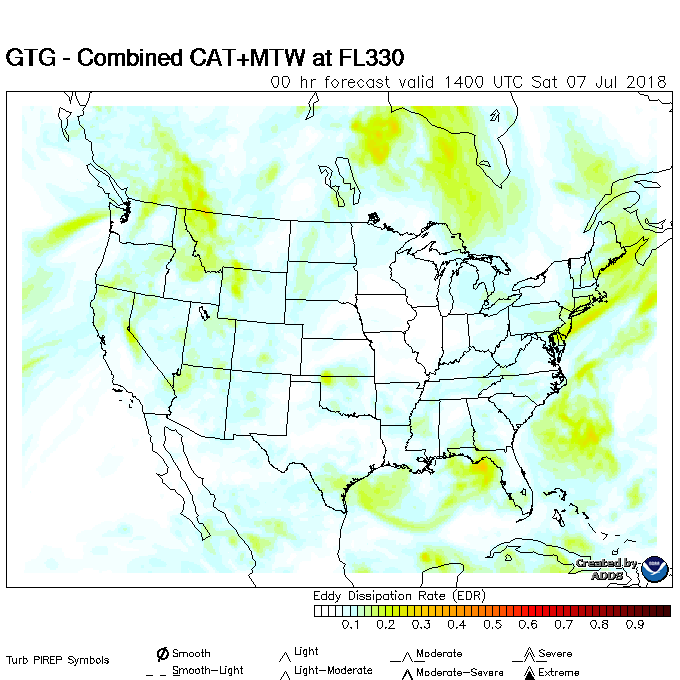 GTG - Combined CAT+MTW at FL330
00 hr forecast valid 1400 UTC Sat 07 Jul 2018
Created by
ADDS
Eddy Dissipation Rate (EDR)
0.1 0.2 0.3 0.4 0.5 0.6 0.7 0.8 0.9
Turb PIREP Symbols
Smooth Light Moderate Severe
Smooth-Light Light-Moderate Moderate-Severe Extreme